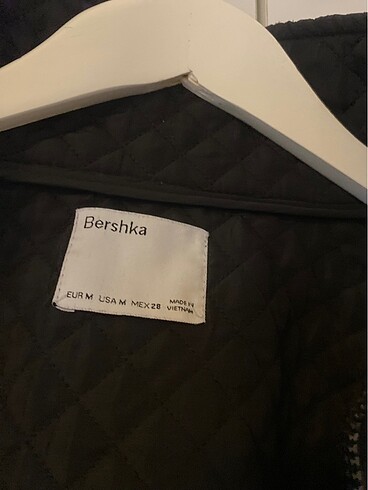 Bershka
EUR M USA M MEX 28 MADE IN
VIETNAM